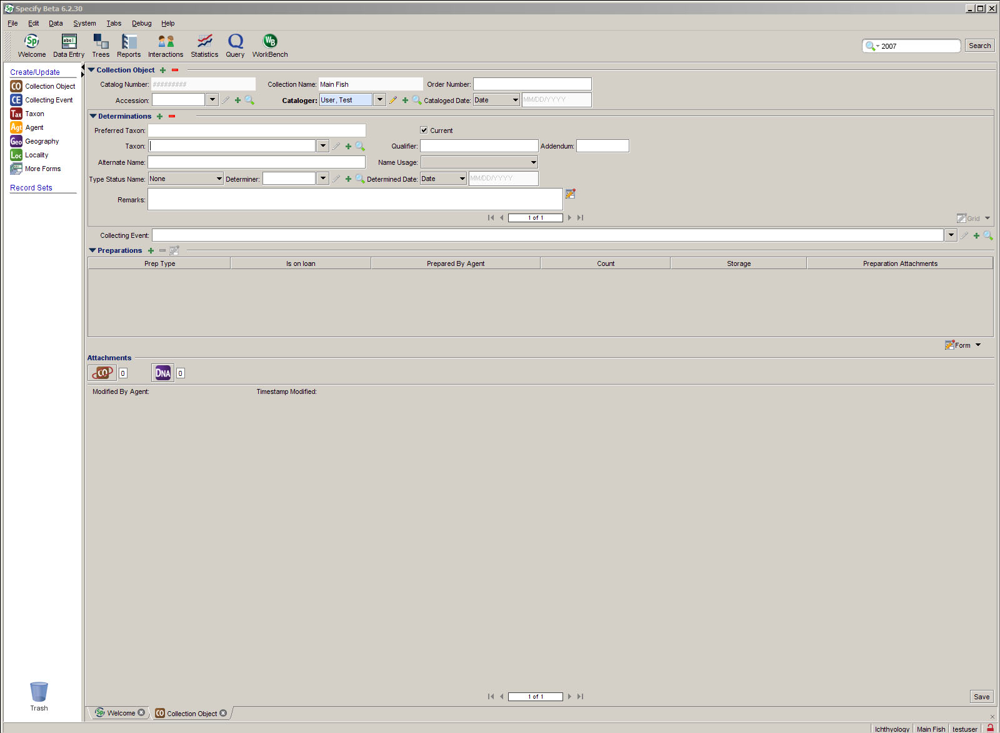 Sp Specify Beta 6.2.30
File Edit Data System Tabs Debug Help
Sp abcl Q WB
Welcome Data Entry Trees Reports Interactions Statistics Query WorkBench
2007 Search
Create/Update
CO Collection Object
CE Collecting Event
Tax Taxon
Agt Agent
Geo Geography
Loc Locality
More Forms
Record Sets
Trash
Collection Object
Catalog Number: ######### Collection Name: Main Fish Order Number:
Accession: Cataloger: User, Test Cataloged Date: Date MM/DD/YYYY
Determinations
Preferred Taxon: Current
Taxon: Qualifier: Addendum:
Alternate Name: Name Usage:
Type Status Name: None Determiner: Determined Date: Date MM/DD/YYYY
Remarks:
1 of 1 Grid
Collecting Event:
Preparations
Prep Type Is on loan Prepared By Agent Count Storage Preparation Attachments
Form
Attachments
CO 0 DNA 0
Modified By Agent: Timestamp Modified:
1 of 1 Save
Sp Welcome CO Collection Object
Ichthyology Main Fish testuser